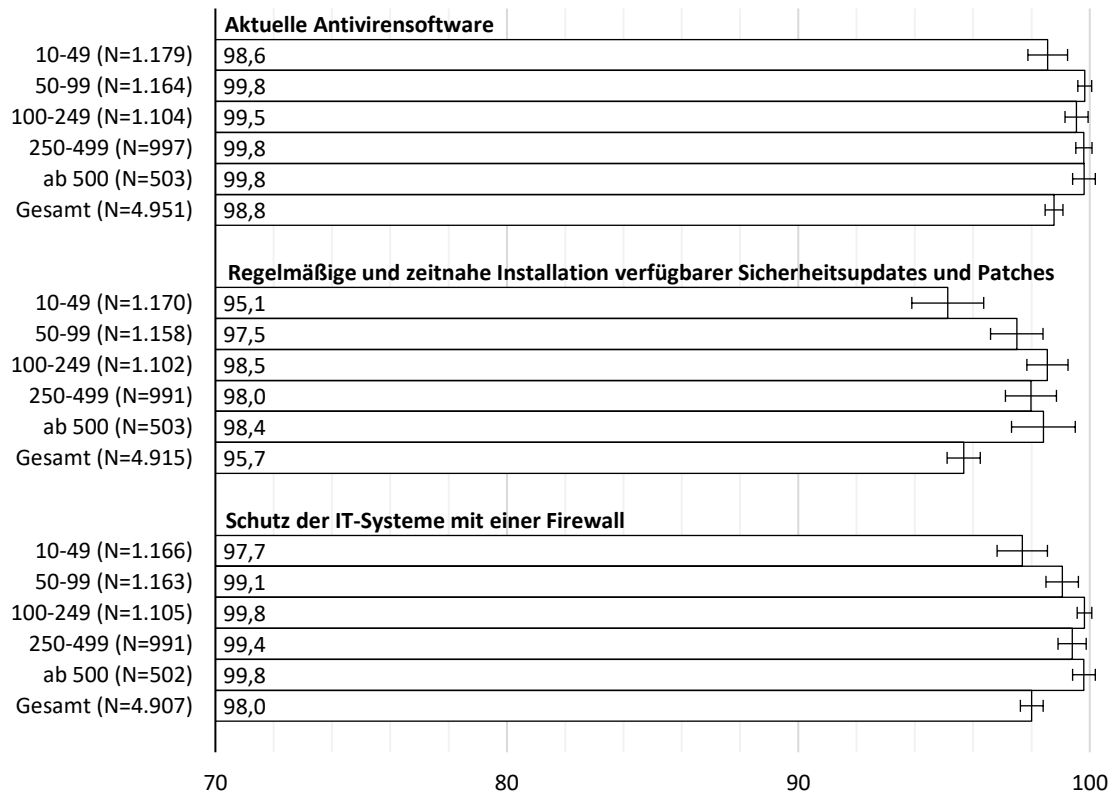 Aktuelle Antivirensoftware
10-49 (N=1.179) 98,6
50-99 (N=1.164) 99,8
100-249 (N=1.104) 99,5
250-499 (N=997) 99,8
ab 500 (N=503) 99,8
Gesamt (N=4.951) 98,8
Regelmäßige und zeitnahe Installation verfügbarer Sicherheitsupdates und Patches
10-49 (N=1.170) 95,1
50-99 (N=1.158) 97,5
100-249 (N=1.102) 98,5
250-499 (N=991) 98,0
ab 500 (N=503) 98,4
Gesamt (N=4.915) 95,7
Schutz der IT-Systeme mit einer Firewall
10-49 (N=1.166) 97,7
50-99 (N=1.163) 99,1
100-249 (N=1.105) 99,8
250-499 (N=991) 99,4
ab 500 (N=502) 99,8
Gesamt (N=4.907) 98,0
70 80 90 100